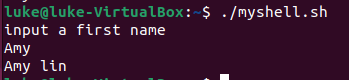 luke@luke-VirtualBox:~$ ./myshell.sh
input a first name
Amy
Amy lin